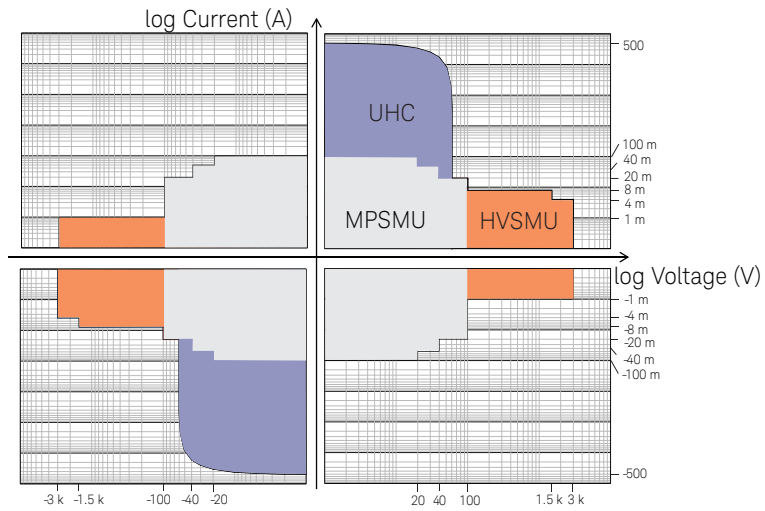 log Current (A)
500
UHC
100 m
40 m
20 m
8 m
4 m
1 m
MPSMU
HVSMU
log Voltage (V)
-1 m
-4 m
-8 m
-20 m
-40 m
-100 m
-500
-3 k -1.5 k -100 -40 -20
20 40 100 1.5 k 3 k